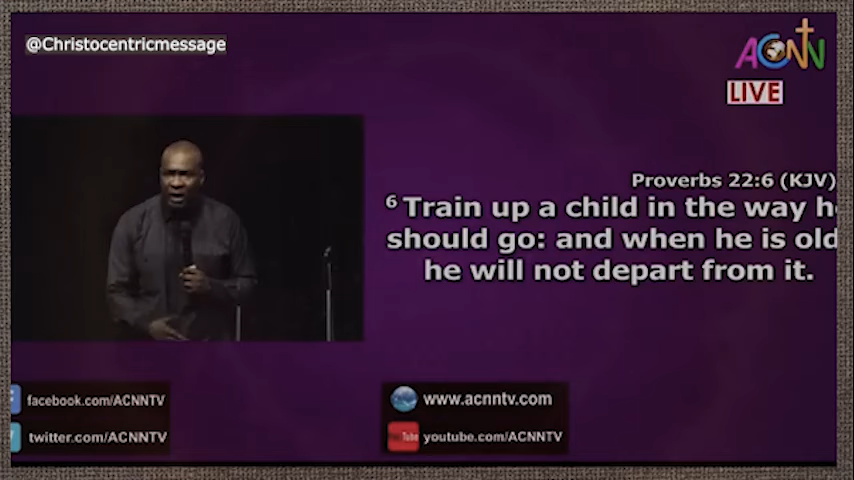 @Christocentricmessage
ACNN
LIVE
Proverbs 22:6 (KJV)
6 Train up a child in the way h
should go: and when he is old
he will not depart from it.
facebook.com/ACNNTV
www.acnntv.com
twitter.com/ACNNTV
YouTube youtube.com/ACNNTV